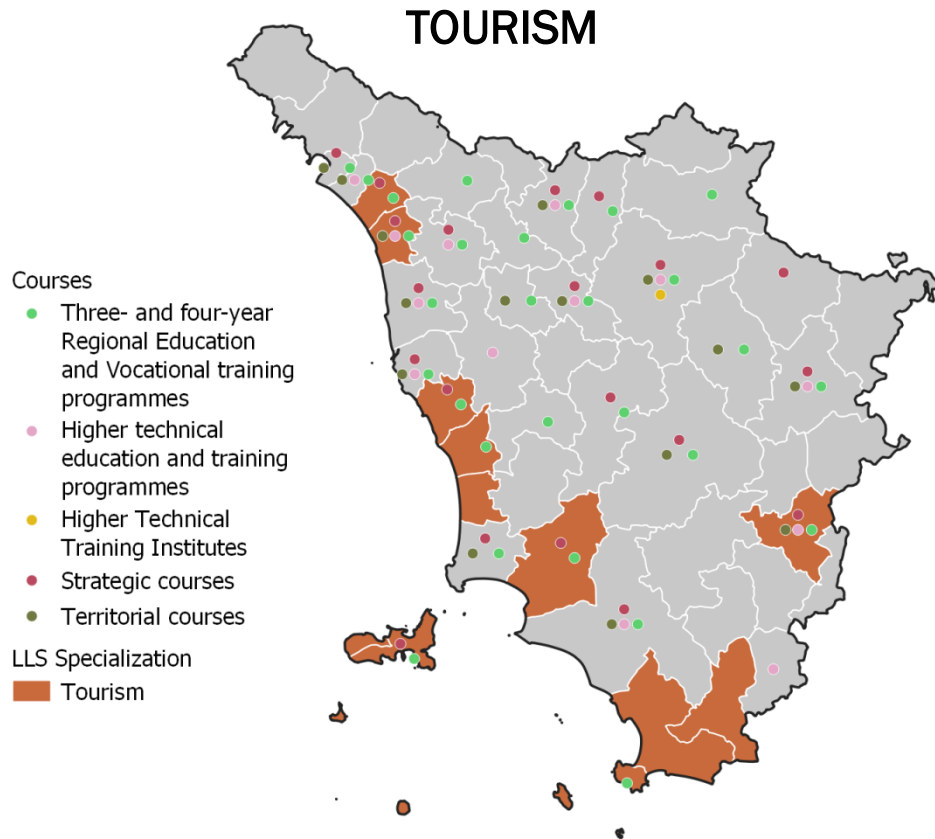 TOURISM
Courses
Three- and four-year
Regional Education
and Vocational training
programmes
Higher technical
education and training
programmes
Higher Technical
Training Institutes
Strategic courses
Territorial courses
LLS Specialization
Tourism